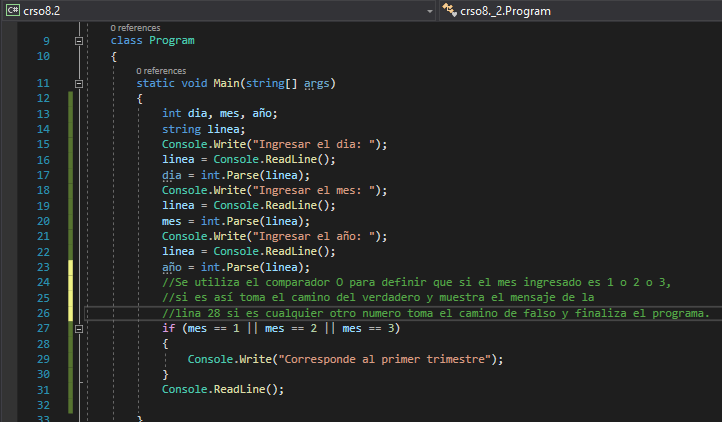 crso8.2 crso8._2.Program
0 references
9 class Program
10 {
0 references
11 static void Main(string[] args)
12 {
13 int dia, mes, año;
14 string linea;
15 Console.Write("Ingresar el dia: ");
16 linea = Console.ReadLine();
17 dia = int.Parse(linea);
18 Console.Write("Ingresar el mes: ");
19 linea = Console.ReadLine();
20 mes = int.Parse(linea);
21 Console.Write("Ingresar el año: ");
22 linea = Console.ReadLine();
23 año = int.Parse(linea);
24 //Se utiliza el comparador O para definir que si el mes ingresado es 1 o 2 o 3,
25 //si es así toma el camino del verdadero y muestra el mensaje de la
26 //lina 28 si es cualquier otro numero toma el camino de falso y finaliza el programa.
27 if (mes == 1 || mes == 2 || mes == 3)
28 {
29 Console.Write("Corresponde al primer trimestre");
30 }
31 Console.ReadLine();
32
33 }